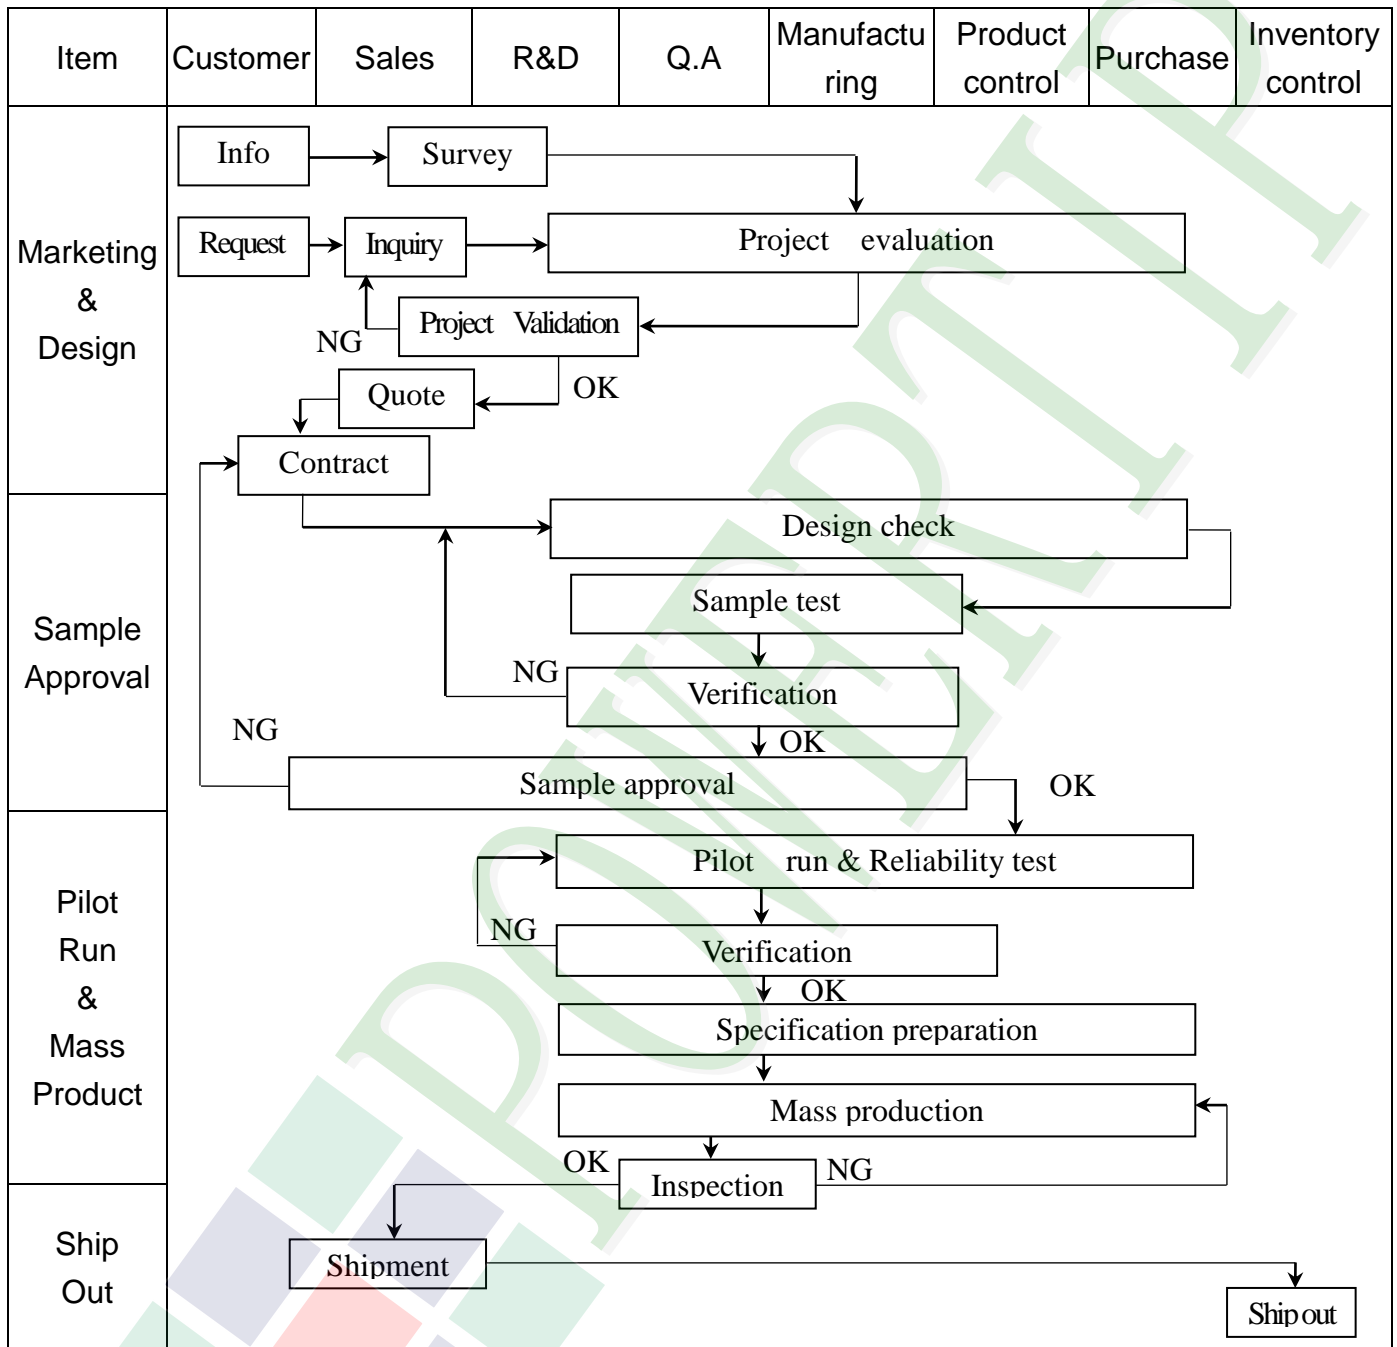 Item
Customer
Sales
R&D
Q.A
Manufactu
ring
Product
control
Purchase
Inventory
control
Marketing
&
Design
Info
Survey
Request
Inquiry
Project evaluation
NG
Project Validation
Quote
OK
Contract
Sample
Approval
Design check
Sample test
NG
Verification
NG
OK
Sample approval
OK
Pilot
Run
&
Mass
Product
Pilot run & Reliability test
NG
Verification
OK
Specification preparation
Mass production
OK
Inspection
NG
Ship
Out
Shipment
Ship out
POWERTIP